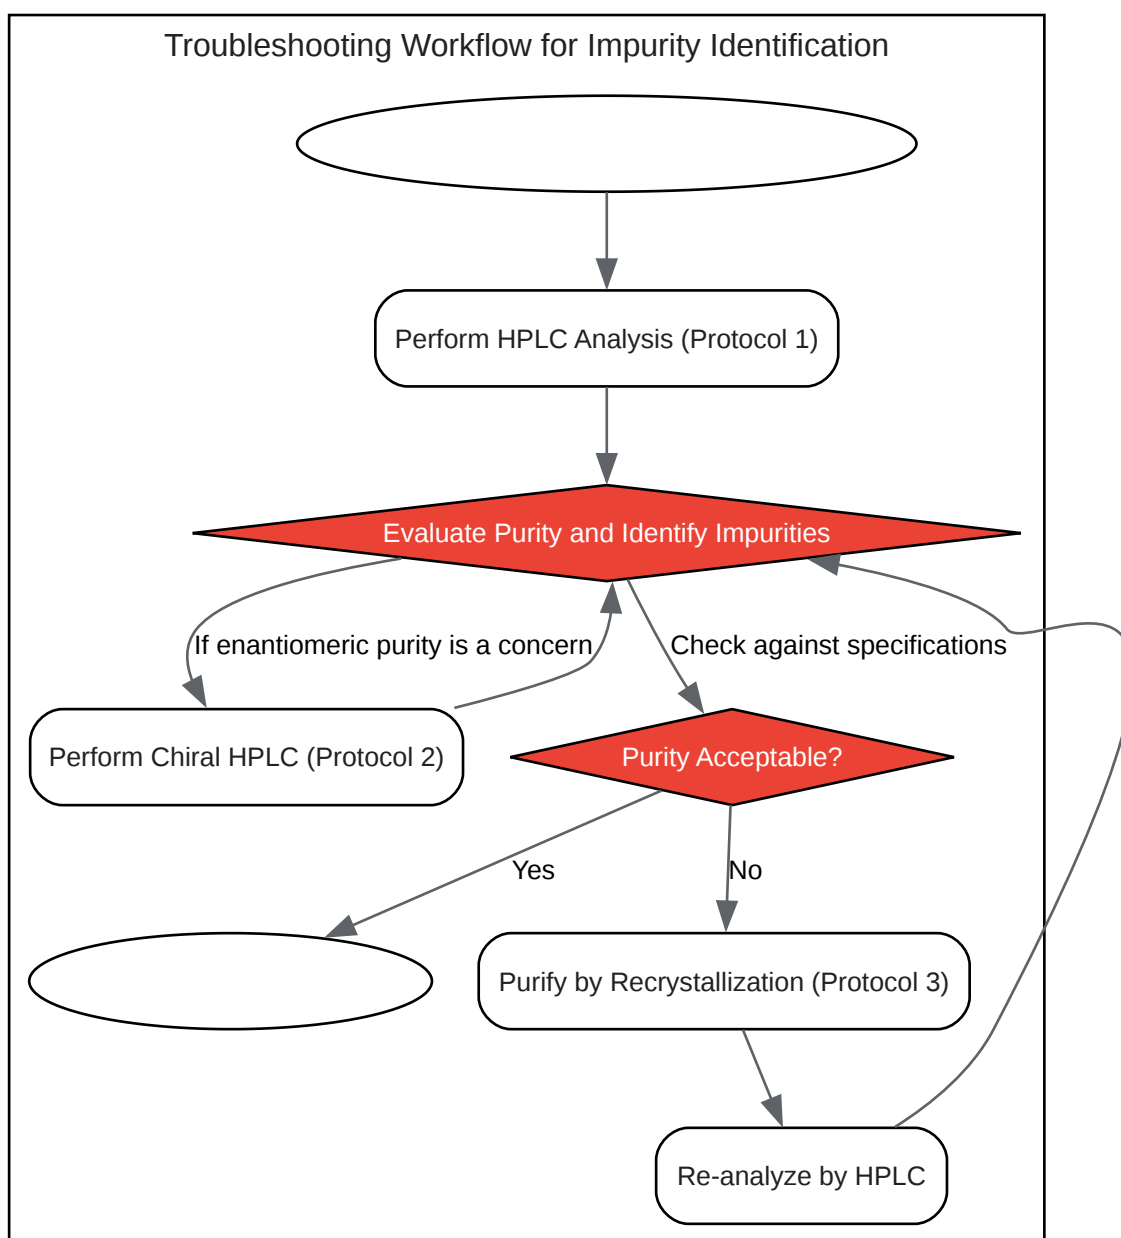 Troubleshooting Workflow for Impurity Identification
Perform HPLC Analysis (Protocol 1)
Evaluate Purity and Identify Impurities
If enantiomeric purity is a concern
Check against specifications
Perform Chiral HPLC (Protocol 2)
Purity Acceptable?
Yes
No
Purify by Recrystallization (Protocol 3)
Re-analyze by HPLC